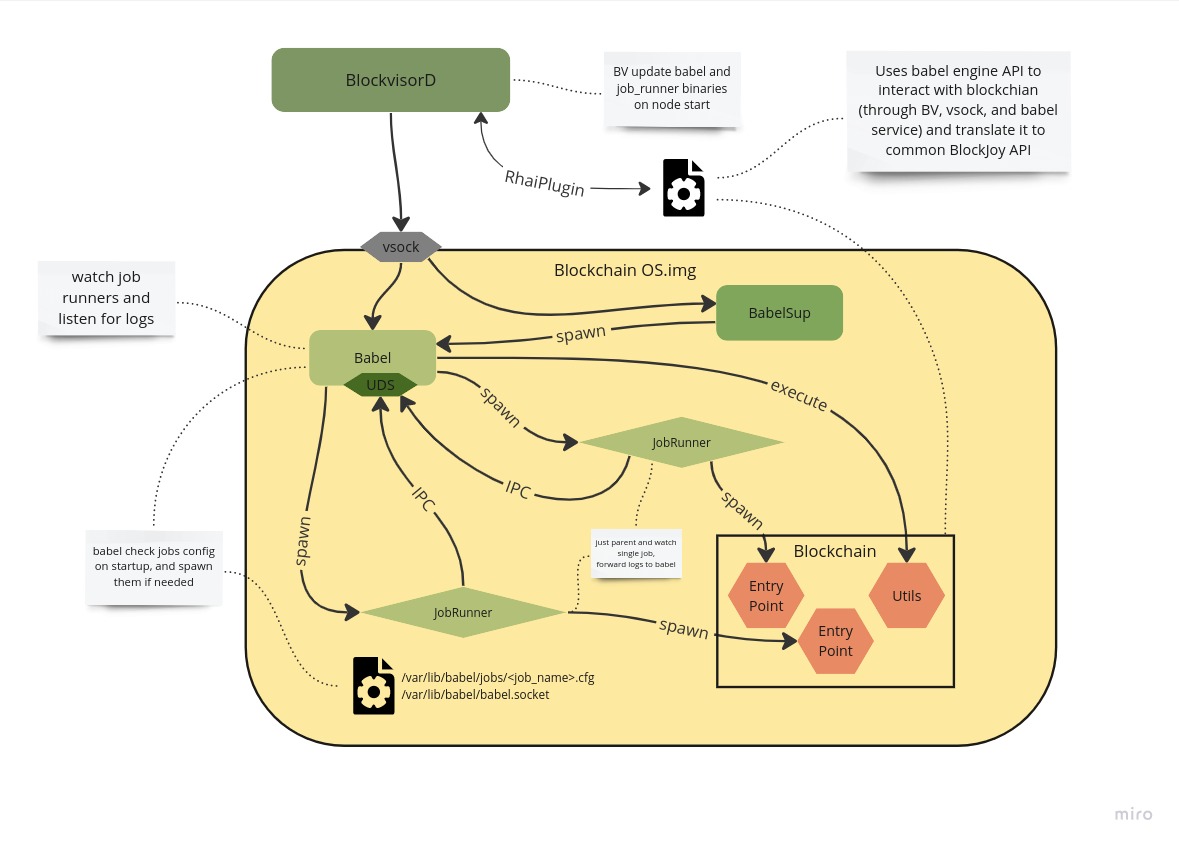 BlockvisorD
BV update babel and
job_runner binaries
on node start
Uses babel engine API to
interact with blockchian
(through BV, vsock, and babel
service) and translate it to
common BlockJoy API
RhaiPlugin
vsock
Blockchain OS.img
watch job
runners and
listen for logs
BabelSup
spawn
Babel
UDS
execute
spawn
JobRunner
IPC
IPC
spawn
spawn
just parent and watch
single job,
forward logs to babel
babel check jobs config
on startup, and spawn
them if needed
Blockchain
Entry
Point
Utils
Entry
Point
JobRunner
spawn
/var/lib/babel/jobs/<job_name>.cfg
/var/lib/babel/babel.socket
miro